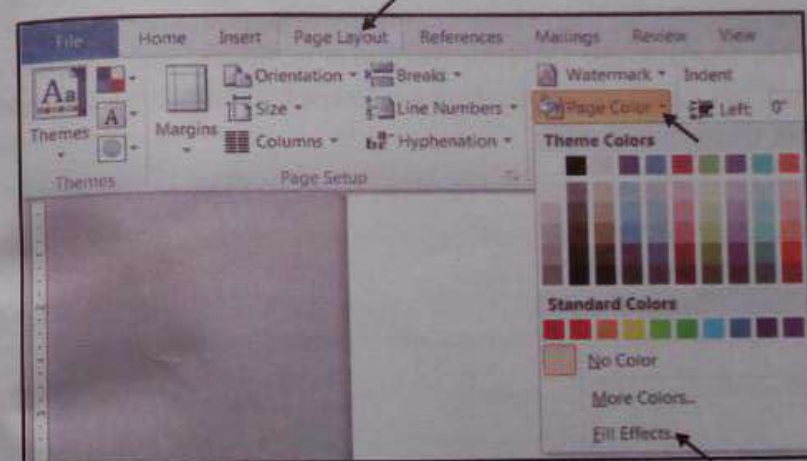 File Home Insert Page Layout References Mailings Review View
Orientation Breaks Watermark Indent
Size Line Numbers Page Color Left: 0"
Themes Margins Columns Hyphenation Theme Colors
Themes Page Setup
Standard Colors
No Color
More Colors...
Fill Effects...